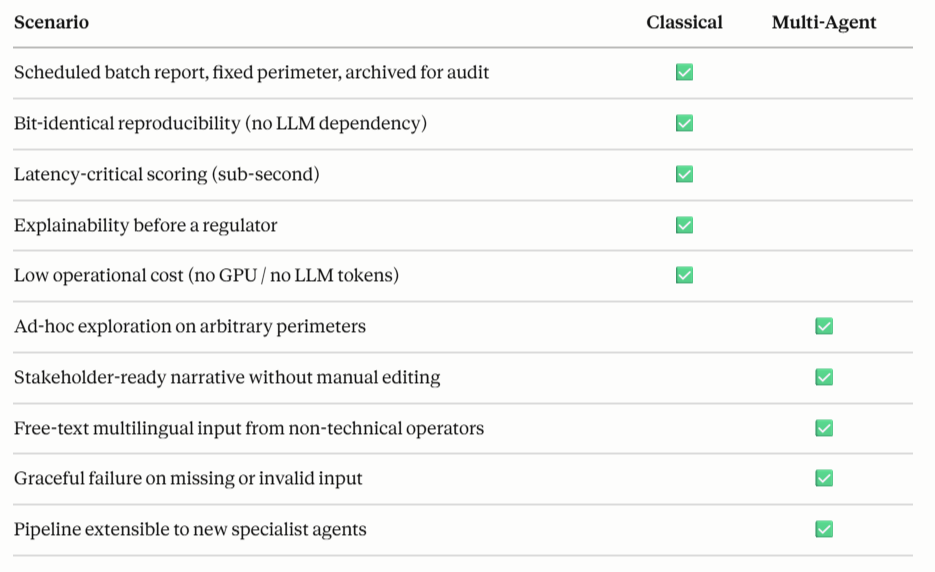 Scenario Classical Multi-Agent
Scheduled batch report, fixed perimeter, archived for audit ✅
Bit-identical reproducibility (no LLM dependency) ✅
Latency-critical scoring (sub-second) ✅
Explainability before a regulator ✅
Low operational cost (no GPU / no LLM tokens) ✅
Ad-hoc exploration on arbitrary perimeters ✅
Stakeholder-ready narrative without manual editing ✅
Free-text multilingual input from non-technical operators ✅
Graceful failure on missing or invalid input ✅
Pipeline extensible to new specialist agents ✅